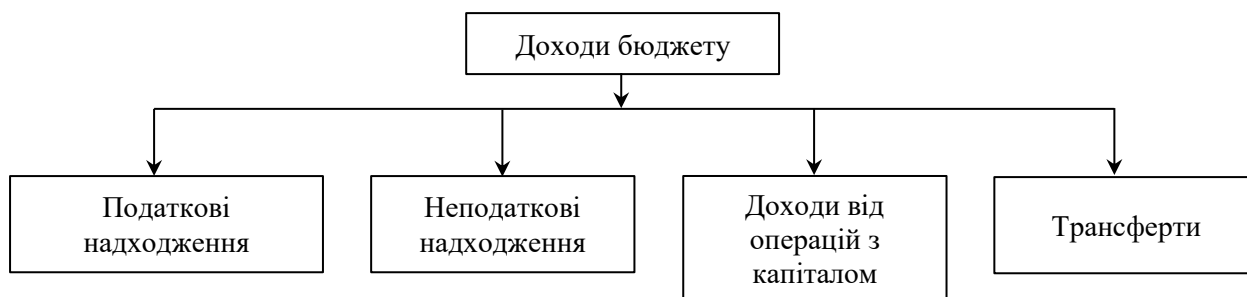 Доходи бюджету
Податкові
надходження
Неподаткові
надходження
Доходи від
операцій з
капіталом
Трансферти